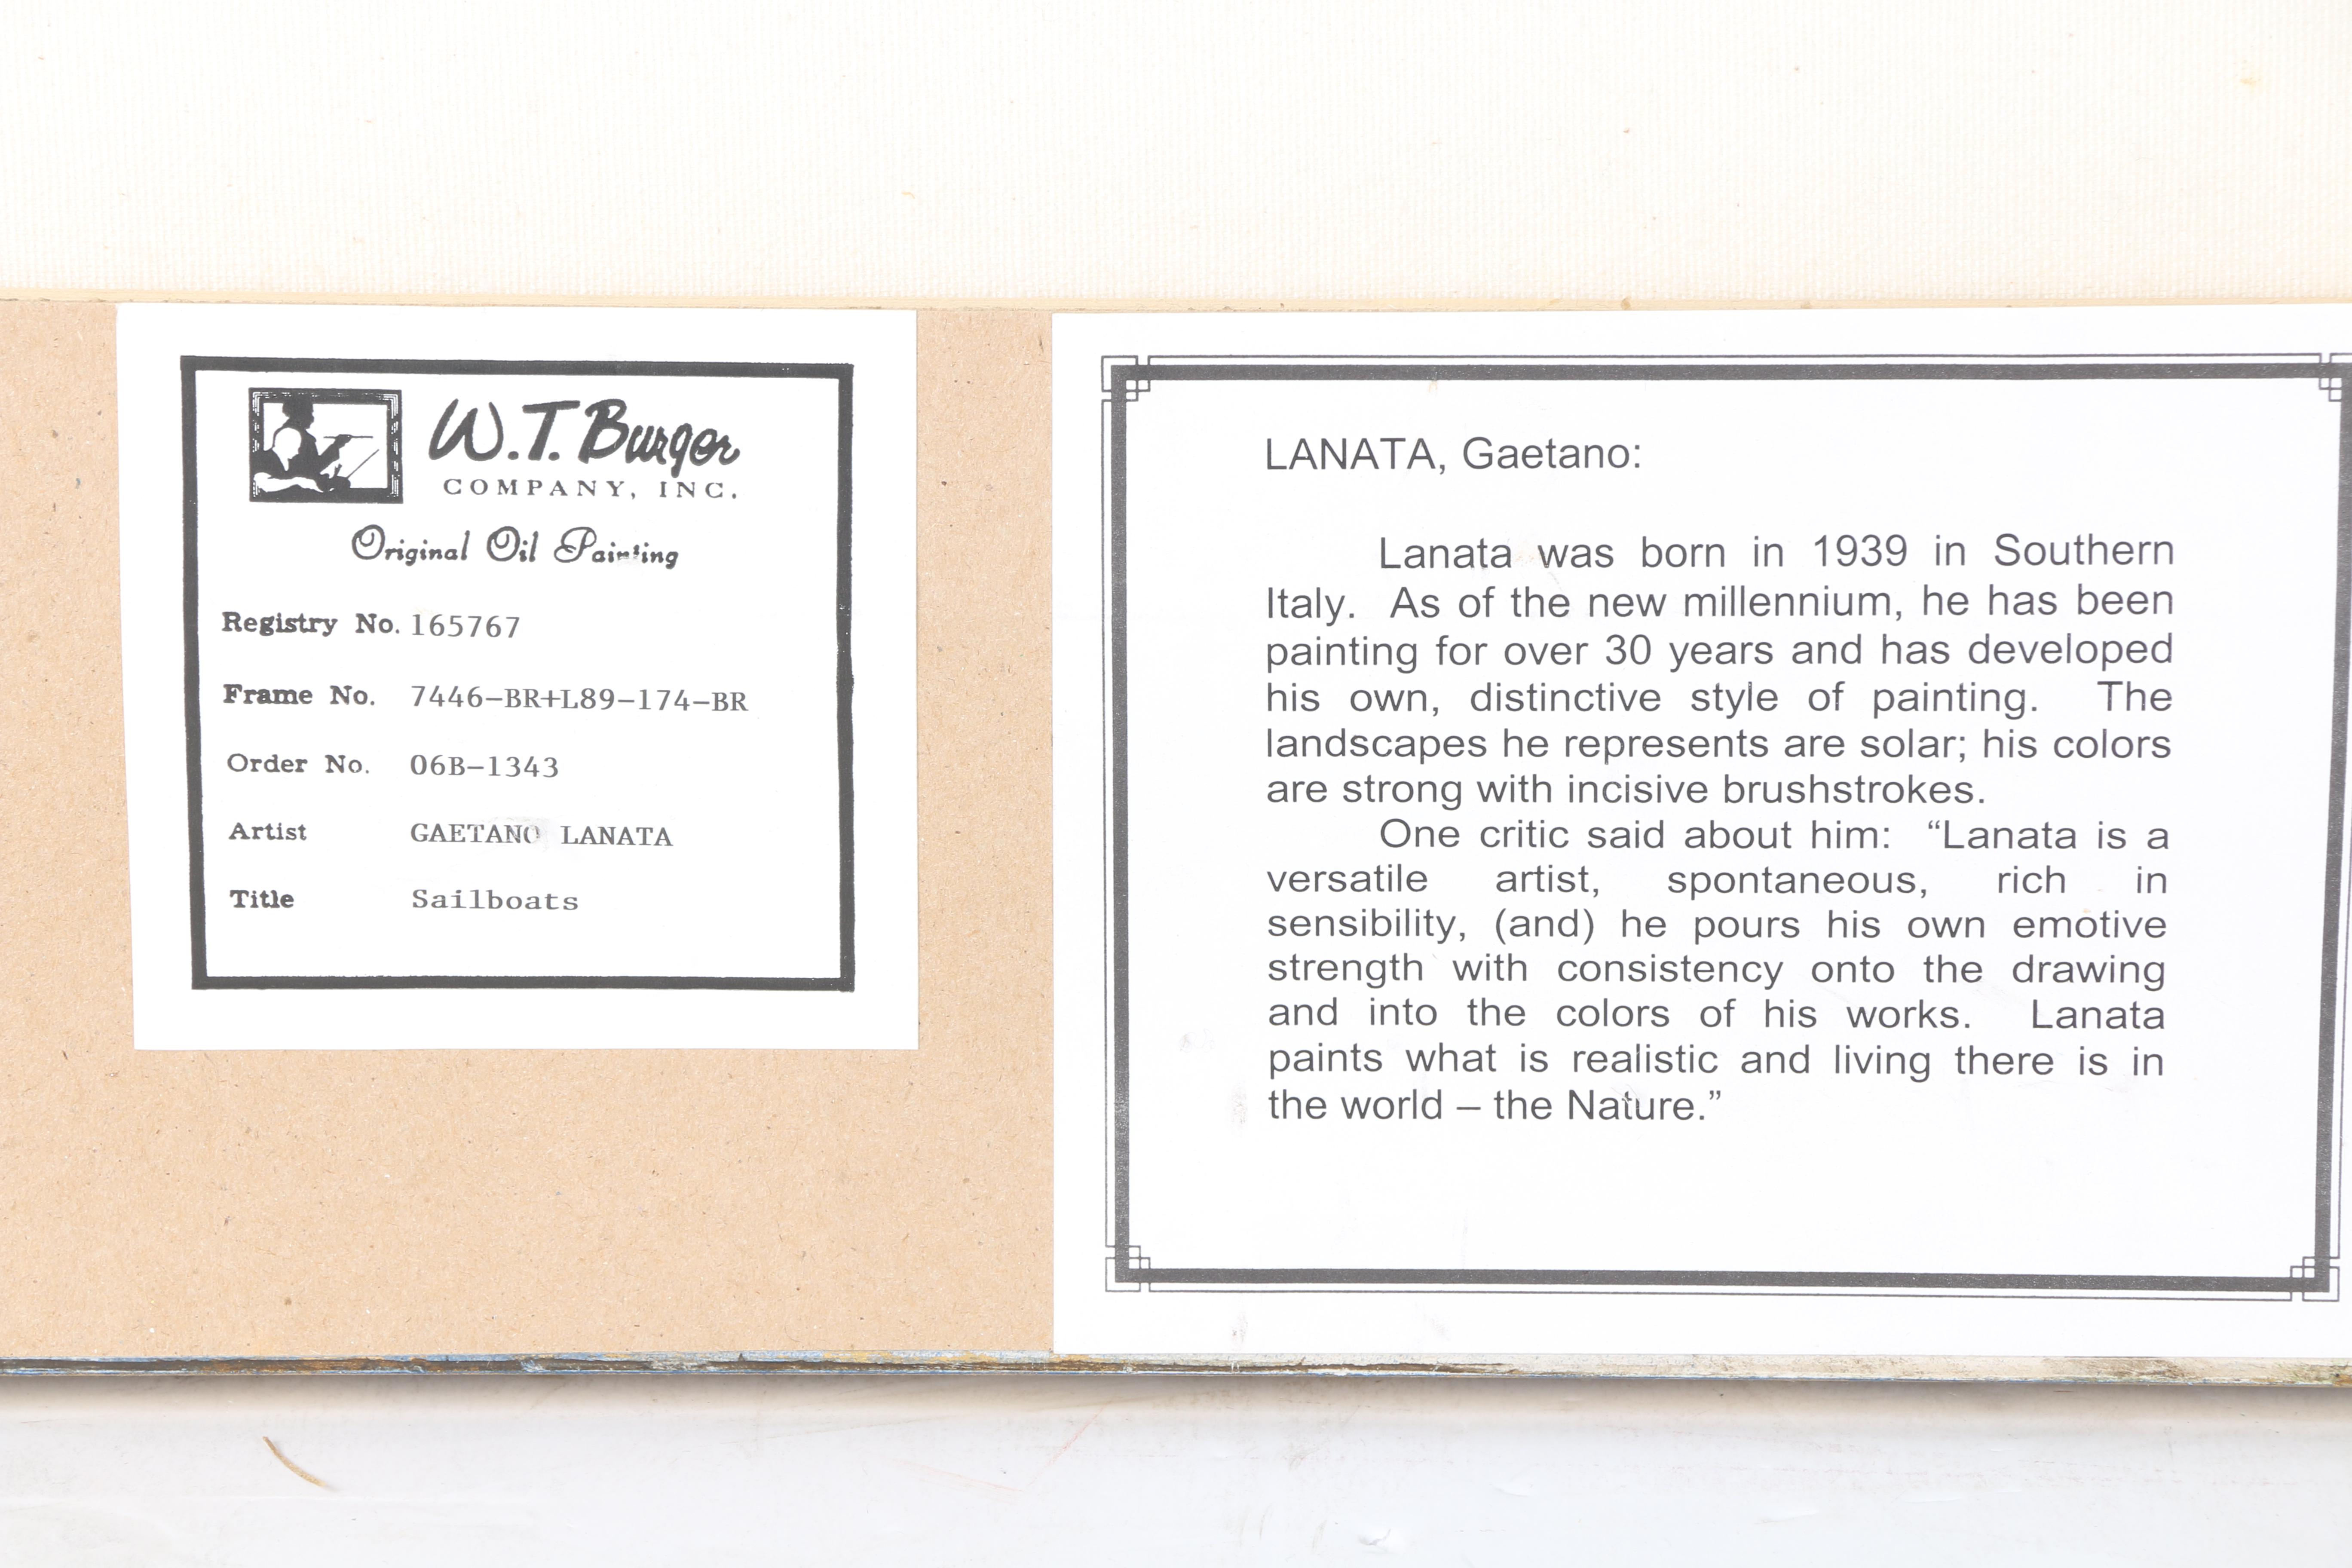 W.T. Burger
COMPANY, INC.
Original Oil Painting
Registry No. 165767
Frame No. 7446-BR+L89-174-BR
Order No. 06B-1343
Artist GAETANO LANATA
Title Sailboats
LANATA, Gaetano:
Lanata was born in 1939 in Southern
Italy. As of the new millennium, he has been
painting for over 30 years and has developed
his own, distinctive style of painting. The
landscapes he represents are solar; his colors
are strong with incisive brushstrokes.
One critic said about him: “Lanata is a
versatile artist, spontaneous, rich in
sensibility, (and) he pours his own emotive
strength with consistency onto the drawing
and into the colors of his works. Lanata
paints what is realistic and living there is in
the world – the Nature.”